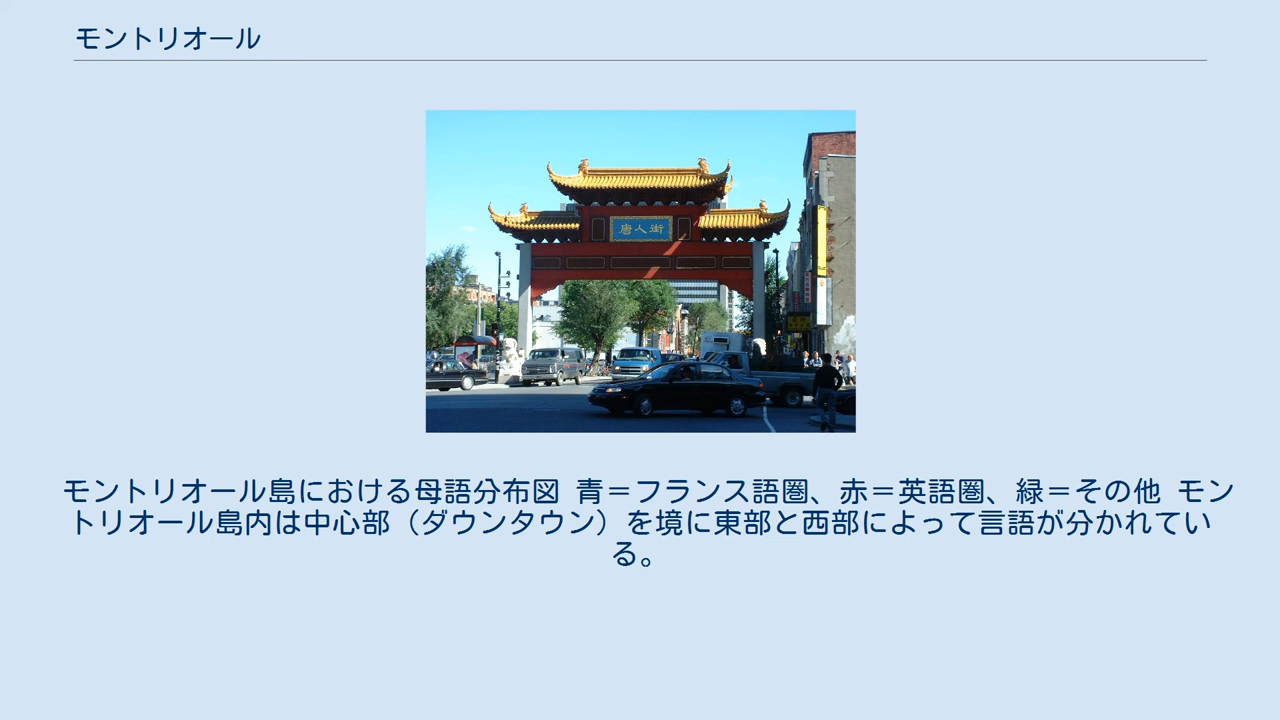 モントリオール
唐人街
モントリオール島における母語分布図 青＝フランス語圏、赤＝英語圏、緑＝その他 モン
トリオール島内は中心部（ダウンタウン）を境に東部と西部によって言語が分かれてい
る。